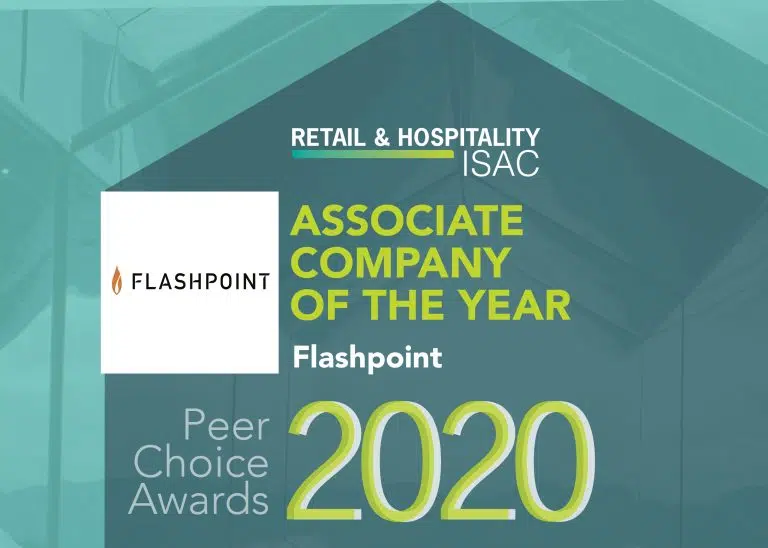 RETAIL & HOSPITALITY
ISAC
FLASHPOINT
ASSOCIATE
COMPANY
OF THE YEAR
Flashpoint
Peer
Choice
Awards
2020